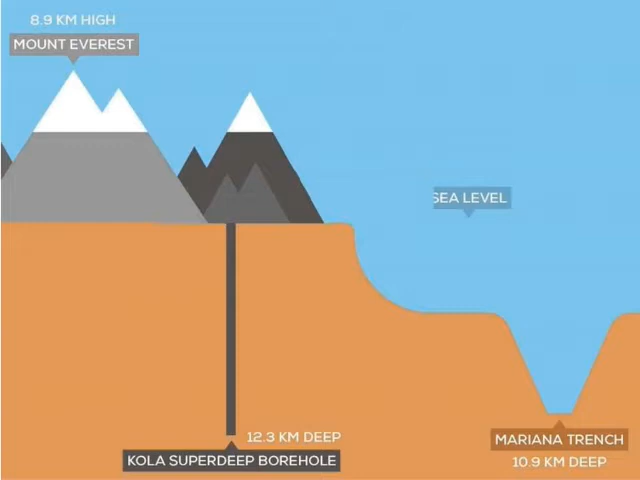 8.9 KM HIGH
MOUNT EVEREST
SEA LEVEL
12.3 KM DEEP
KOLA SUPERDEEP BOREHOLE
MARIANA TRENCH
10.9 KM DEEP